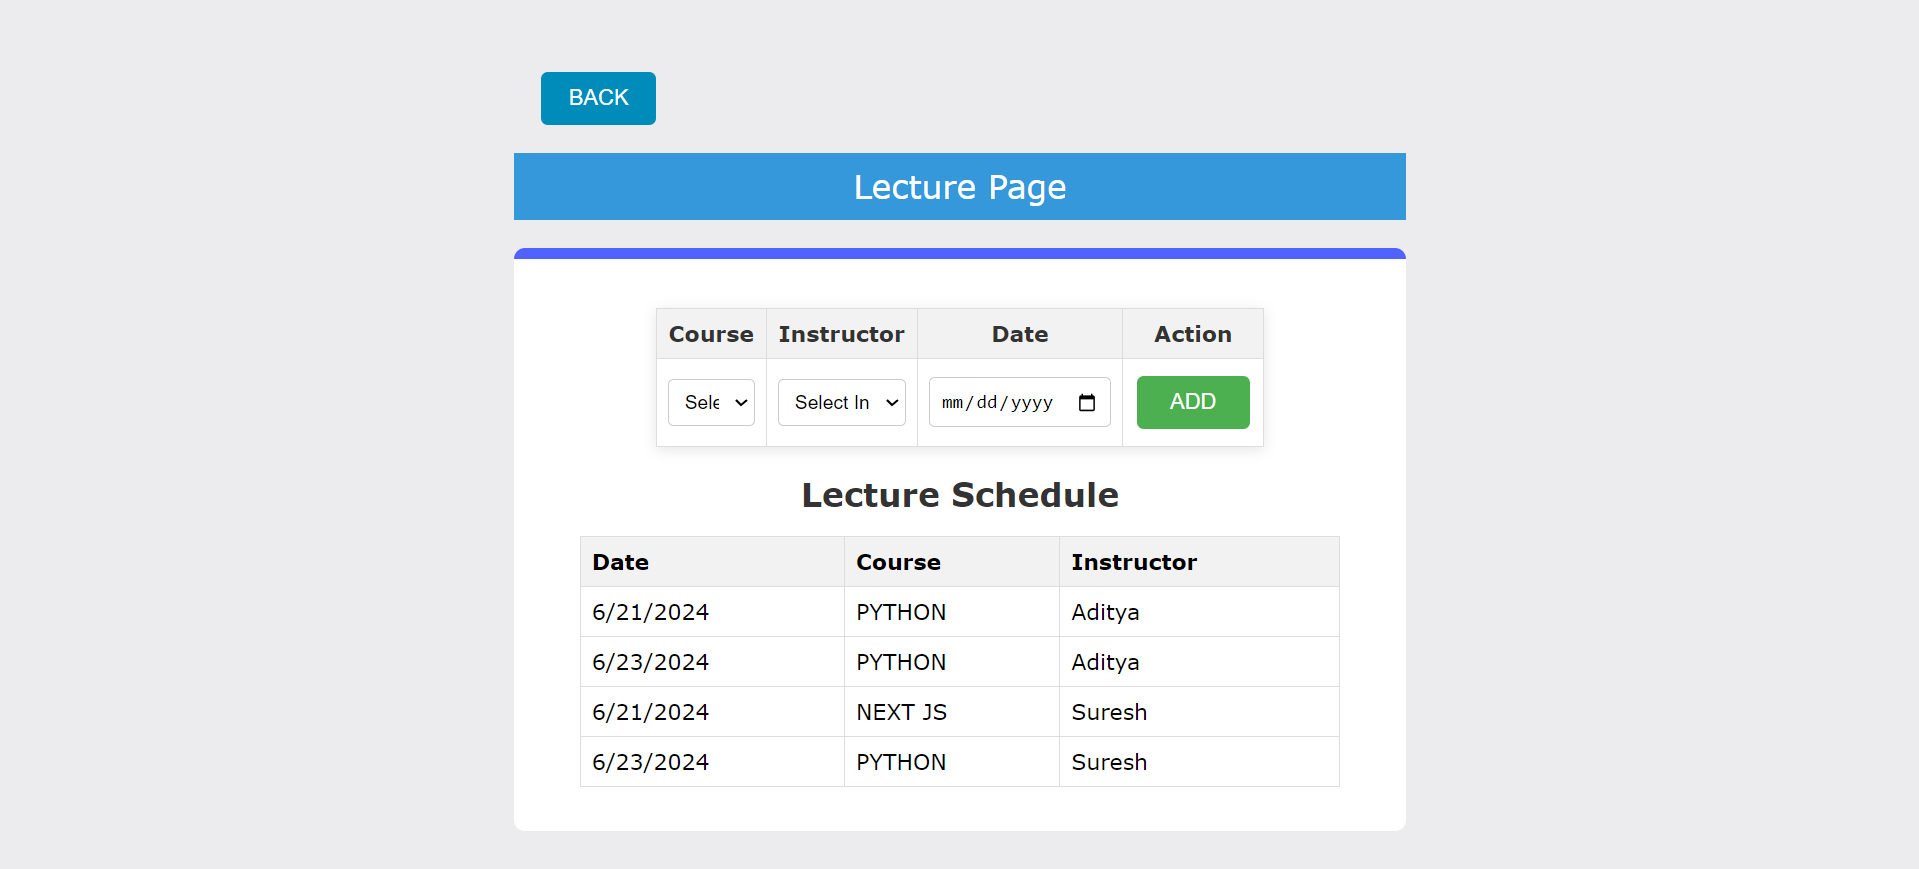 BACK
Lecture Page
Course Instructor Date Action
Sele Select In mm/dd/yyyy ADD
Lecture Schedule
Date Course Instructor
6/21/2024 PYTHON Aditya
6/23/2024 PYTHON Aditya
6/21/2024 NEXT JS Suresh
6/23/2024 PYTHON Suresh